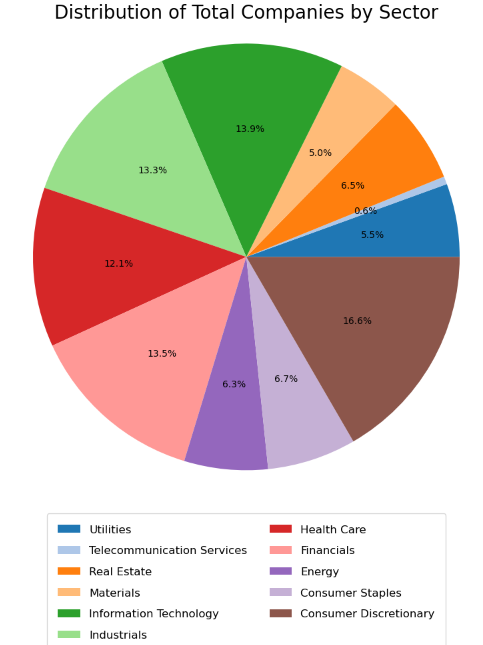 Distribution of Total Companies by Sector
13.9%
5.0%
13.3%
6.5%
0.6%
5.5%
12.1%
16.6%
13.5%
6.7%
6.3%
Utilities
Telecommunication Services
Real Estate
Materials
Information Technology
Industrials
Health Care
Financials
Energy
Consumer Staples
Consumer Discretionary